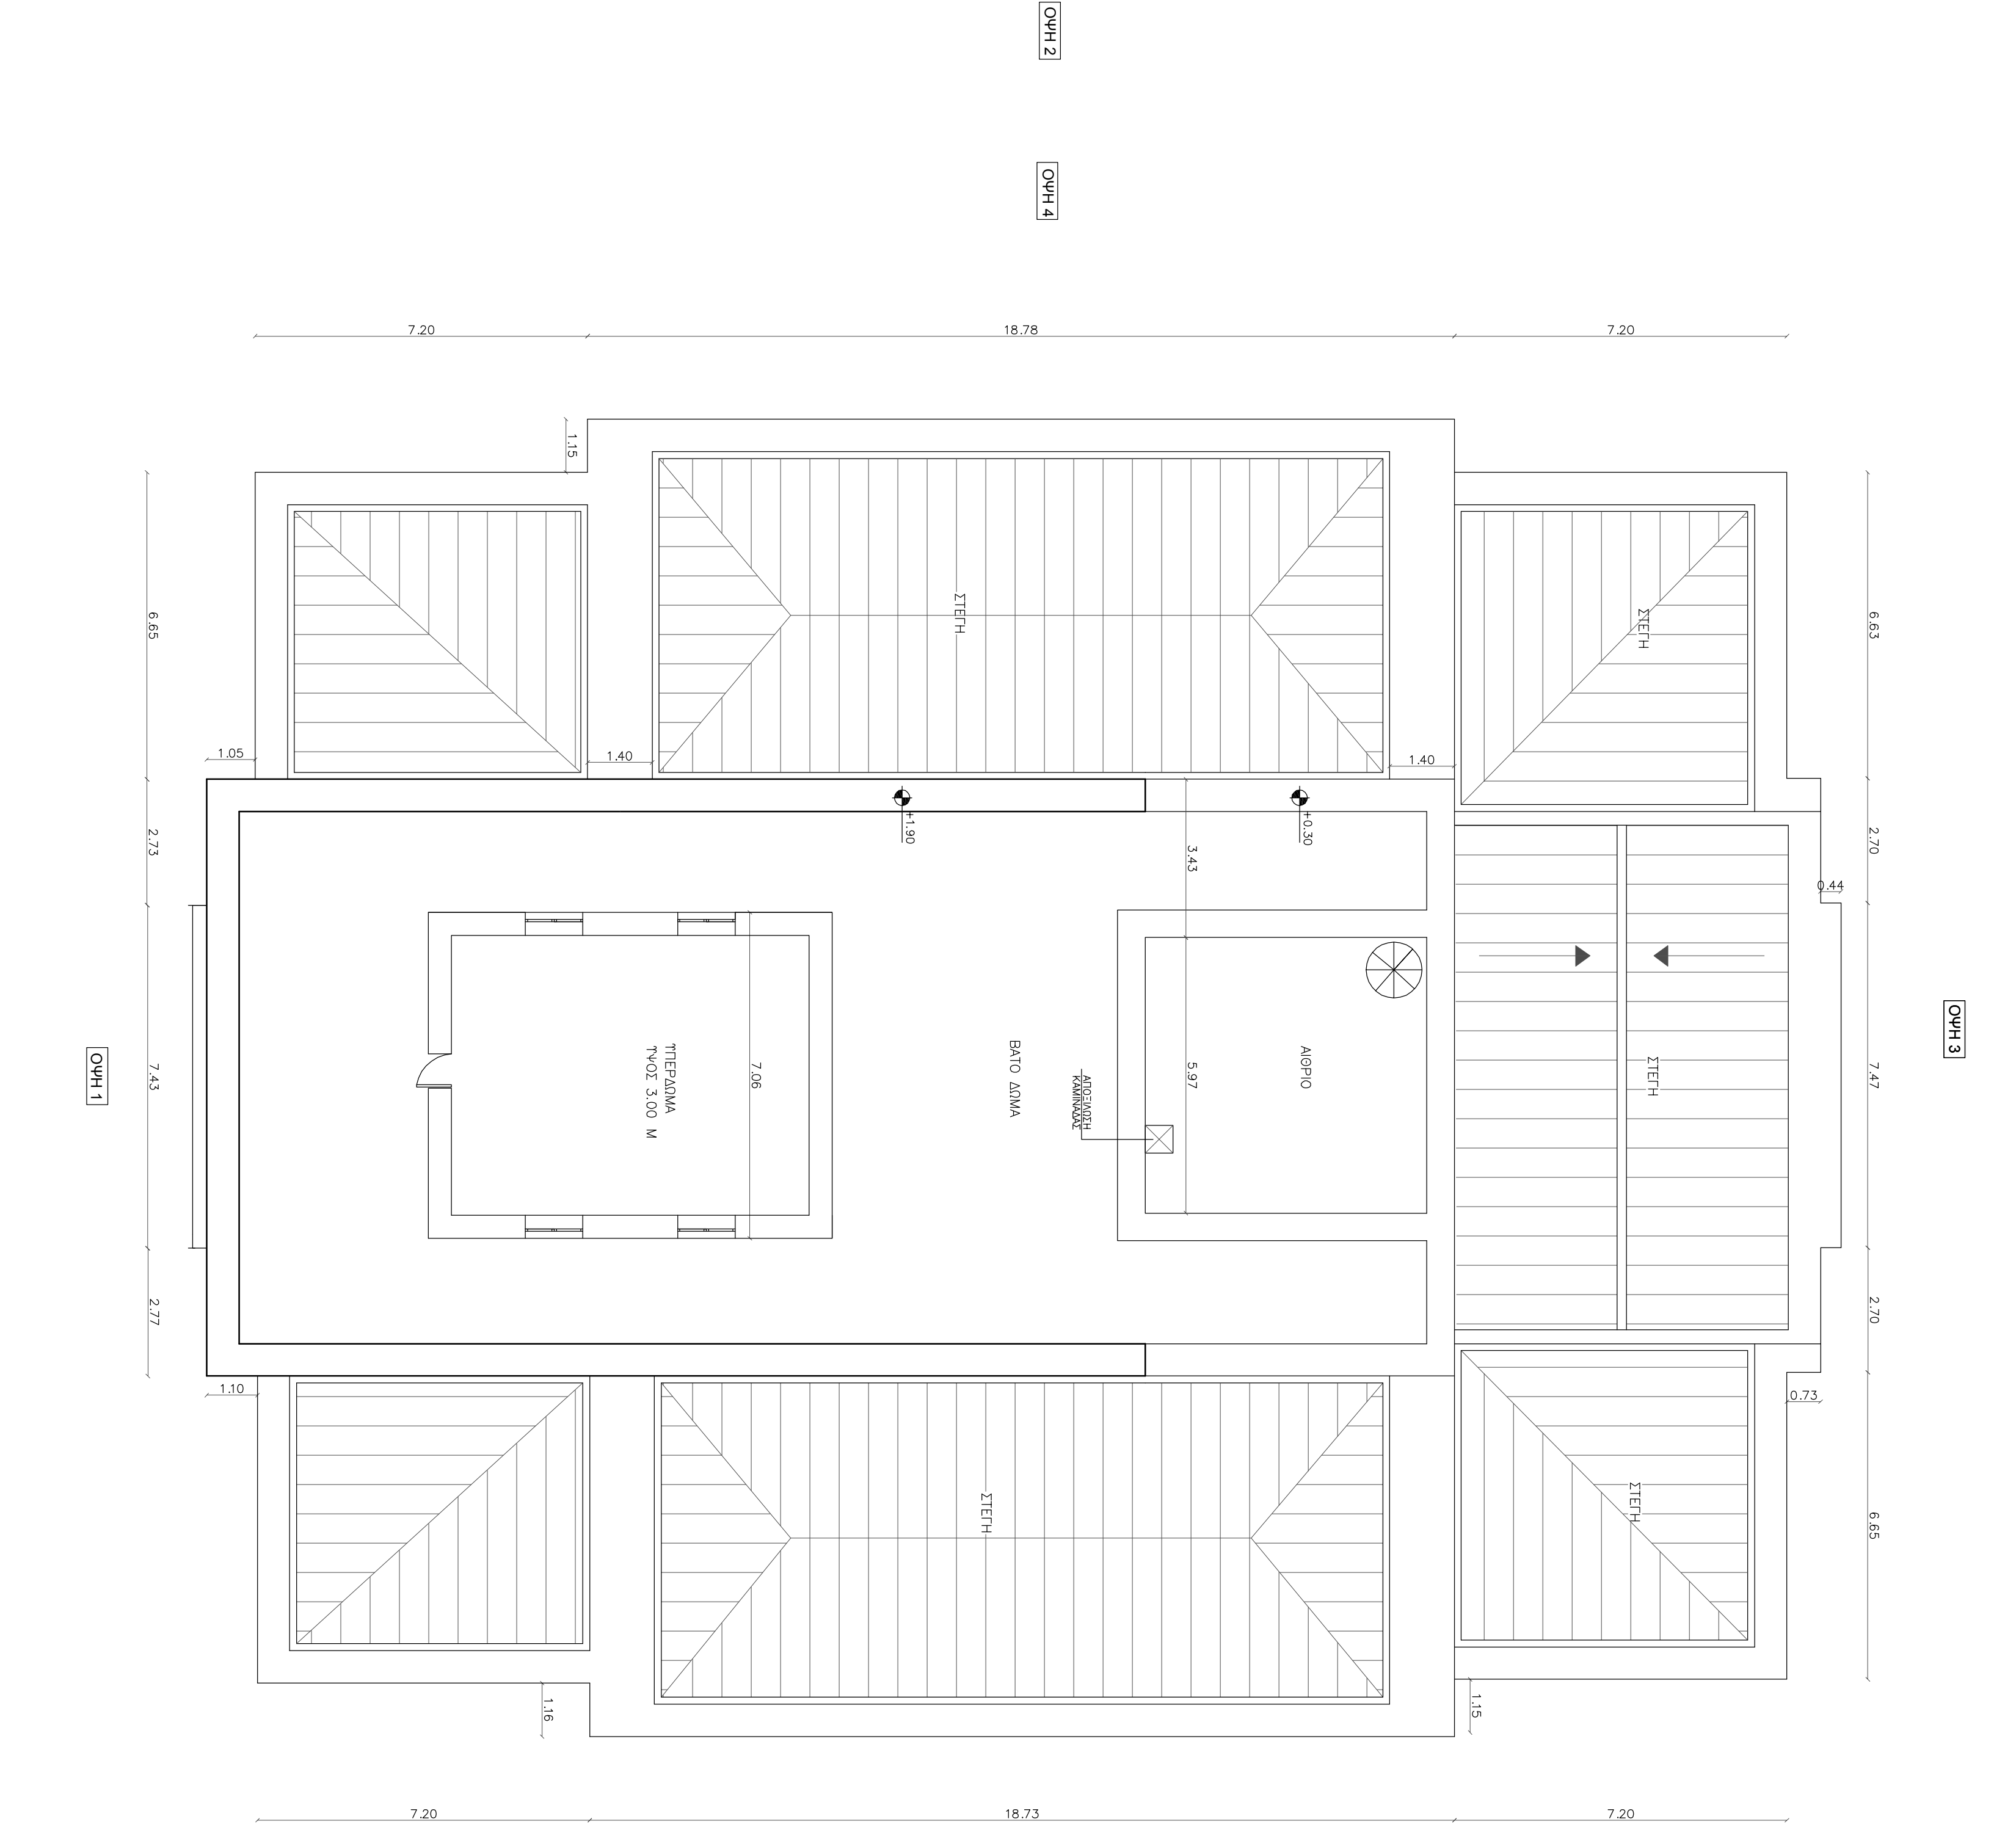 ΟΨΗ 2
ΟΨΗ 4
7.20
18.78
7.20
1.15
6.65
6.63
ΣΤΕΓΗ
ΣΤΕΓΗ
1.05
1.40
1.40
+1.90
+0.30
2.73
3.43
2.70
0.44
ΟΨΗ 1
7.43
ΥΠΕΡΔΩΜΑ
ΥΨΟΣ 3.00 Μ
7.06
ΒΑΤΟ ΔΩΜΑ
ΑΠΟΞΙΛΩΣΗ
ΚΑΜΙΝΑΔΑΣ
5.97
ΑΙΘΡΙΟ
ΣΤΕΓΗ
7.47
ΟΨΗ 3
2.77
2.70
1.10
0.73
ΣΤΕΓΗ
ΣΤΕΓΗ
6.65
1.16
1.15
7.20
18.73
7.20